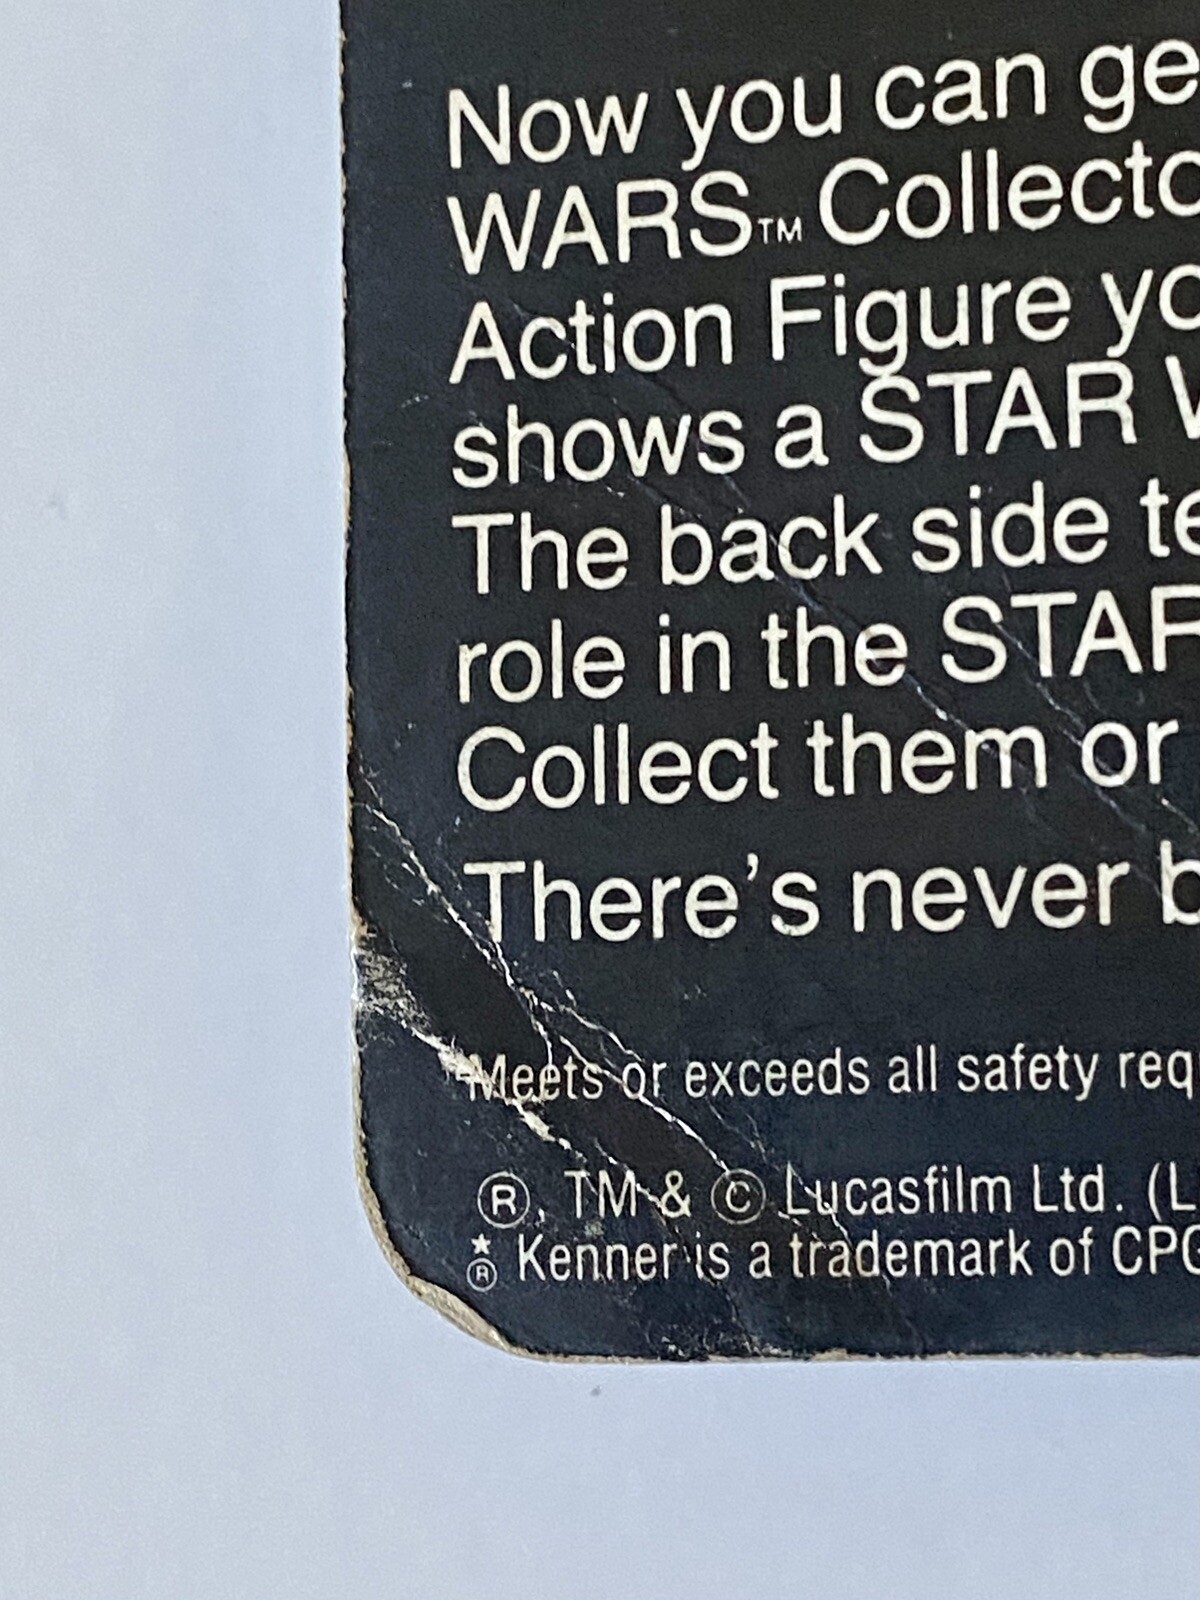 Now you can ge
WARS™ Collecto
Action Figure yo
shows a STAR W
The back side te
role in the STAR
Collect them or
There's never b
Meets or exceeds all safety req
®, TM & © Lucasfilm Ltd. (L
★® Kenner is a trademark of CPG